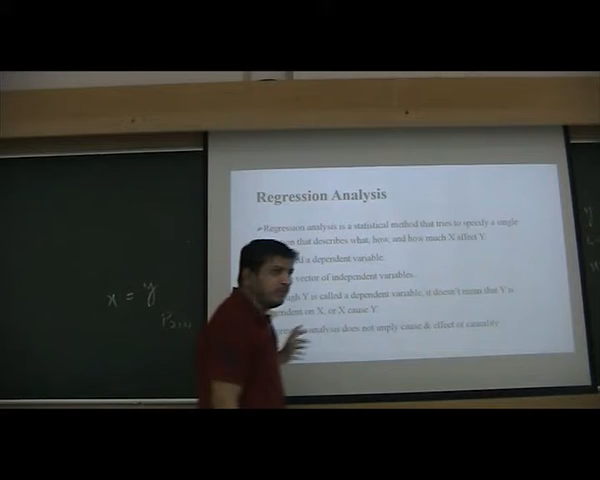 Regression Analysis
Regression analysis is a statistical method that tries to specify a single
that describes what, how, and how much X affect Y.
a dependent variable.
vector of independent variables.
Y is called a dependent variable, it doesn't mean that Y is
on X, or X cause Y.
analysis does not imply cause & effect or causality
x = y